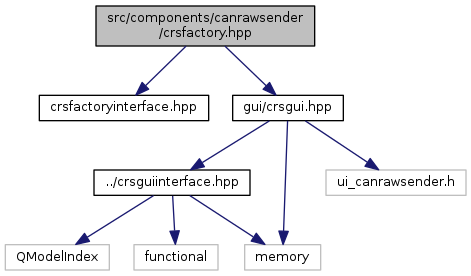 src/components/canrawsender
/crsfactory.hpp
crsfactoryinterface.hpp
gui/crsgui.hpp
../crsguiinterface.hpp
ui_canrawsender.h
QModelIndex
functional
memory